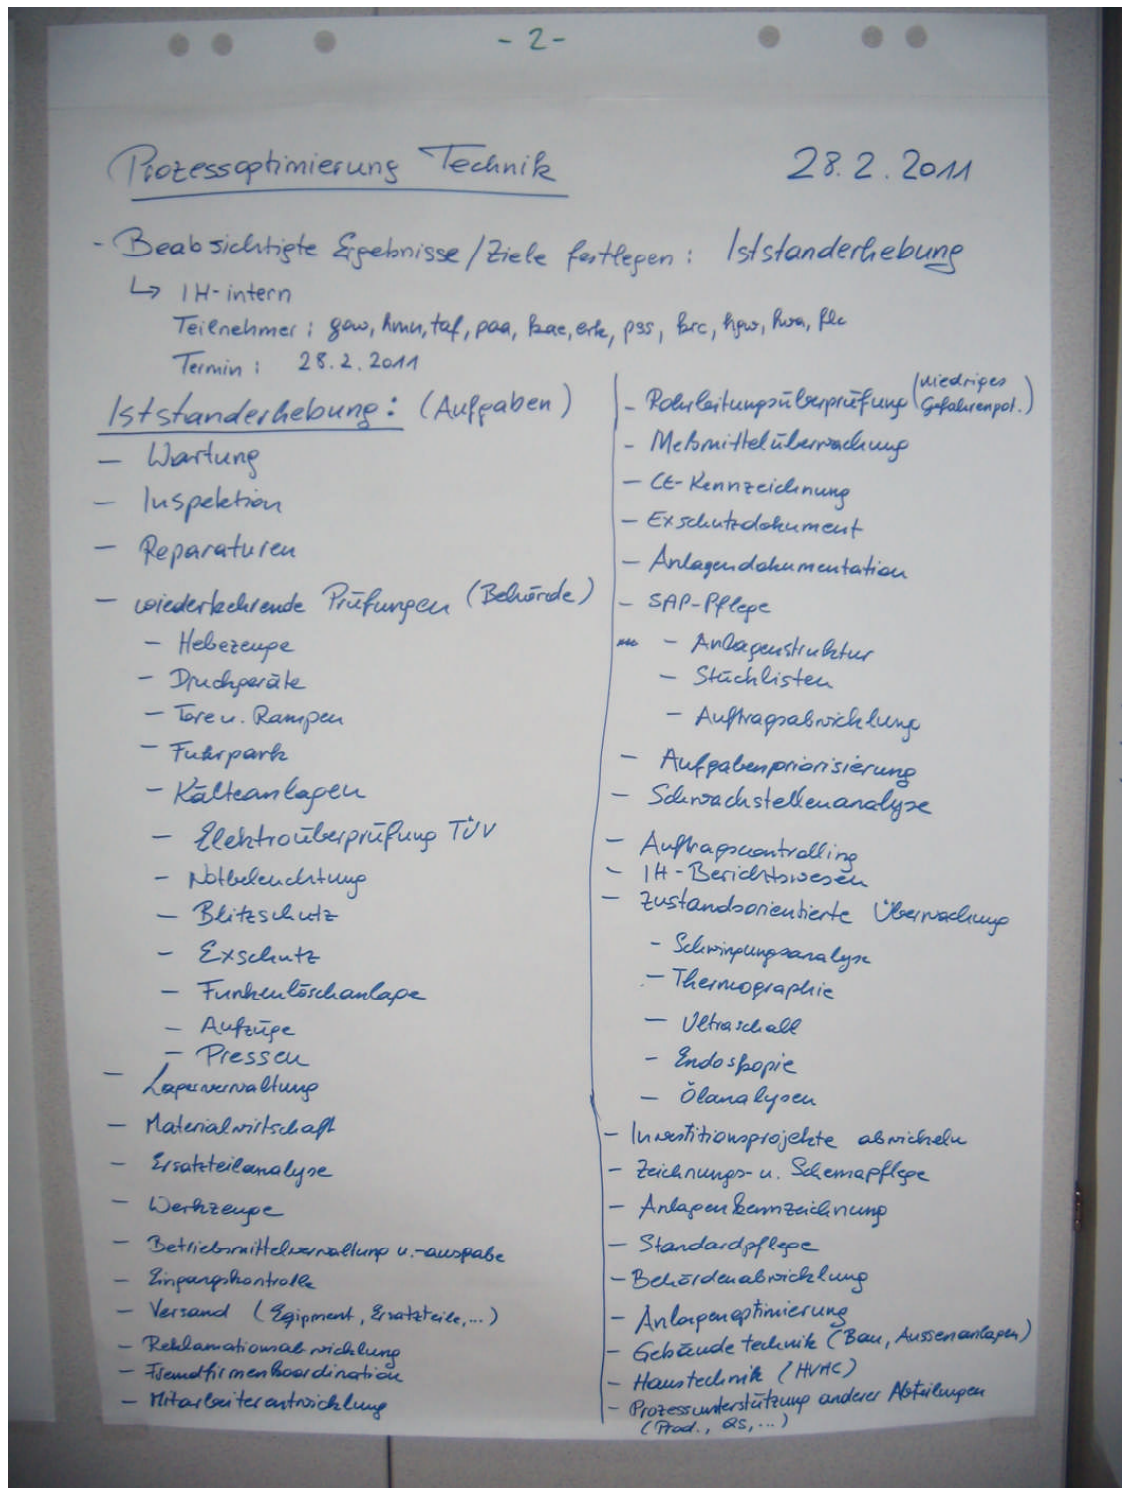 - 2 -
Prozessoptimierung Technik
28.2.2011
- Beabsichtigte Ergebnisse/Ziele festlegen: Iststanderhebung
↳ IH-intern
Teilnehmer: gaw, hmn, taf, paa, kae, erk, pss, krc, hgw, hwa, flc
Termin: 28.2.2011
Iststanderhebung: (Aufgaben)
- Wartung
- Inspektion
- Reparaturen
- wiederkehrende Prüfungen (Behörde)
- Hebezeuge
- Druckgeräte
- Tore u. Rampen
- Fuhrpark
- Kälteanlagen
- Elektroüberprüfung TÜV
- Notbeleuchtung
- Blitzschutz
- Exschutz
- Funkenlöschanlage
- Aufzüge
- Pressen
- Lagerverwaltung
- Materialwirtschaft
- Ersatzteilanalyse
- Werkzeuge
- Betriebsmittelverwaltung u.-ausgabe
- Eingangskontrolle
- Versand (Eqipment, Ersatzteile,...)
- Reklamationsabwicklung
- Fremdfirmenkoordination
- Mitarbeiterentwicklung
- Rohrleitungsüberprüfung (niedriges Gefahrenpot.)
- Meßmittelüberwachung
- CE-Kennzeichnung
- Exschutzdokument
- Anlagendokumentation
- SAP-Pflege
- Anlagenstruktur
- Stücklisten
- Auftragsabwicklung
- Aufgabenpriorisierung
- Schwachstellenanalyse
- Auftragscontrolling
- IH-Berichtswesen
- Zustandsorientierte Überwachung
- Schwingungsanalyse
- Thermographie
- Ultraschall
- Endoskopie
- Ölanalysen
- Investitionsprojekte abwickeln
- Zeichnungs- u. Schemapflege
- Anlagenkennzeichnung
- Standardpflege
- Behördenabwicklung
- Anlagenoptimierung
- Gebäudetechnik (Bau, Aussenanlagen)
- Haustechnik (HVAC)
- Prozessunterstützung anderer Abteilungen
(Prod., QS,...)